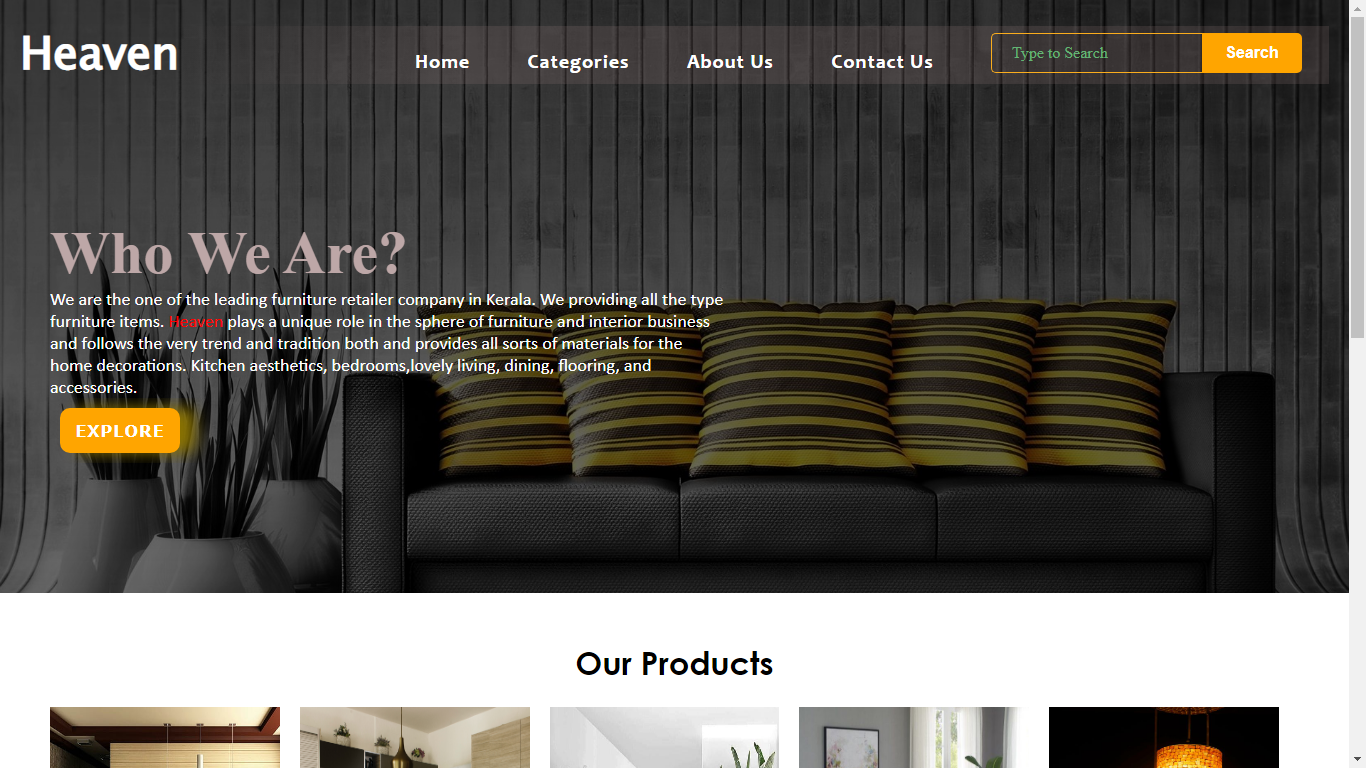 Heaven
Home
Categories
About Us
Contact Us
Type to Search
Search
Who We Are?
We are the one of the leading furniture retailer company in Kerala. We providing all the type
furniture items. Heaven plays a unique role in the sphere of furniture and interior business
and follows the very trend and tradition both and provides all sorts of materials for the
home decorations. Kitchen aesthetics, bedrooms,lovely living, dining, flooring, and
accessories.
EXPLORE
Our Products